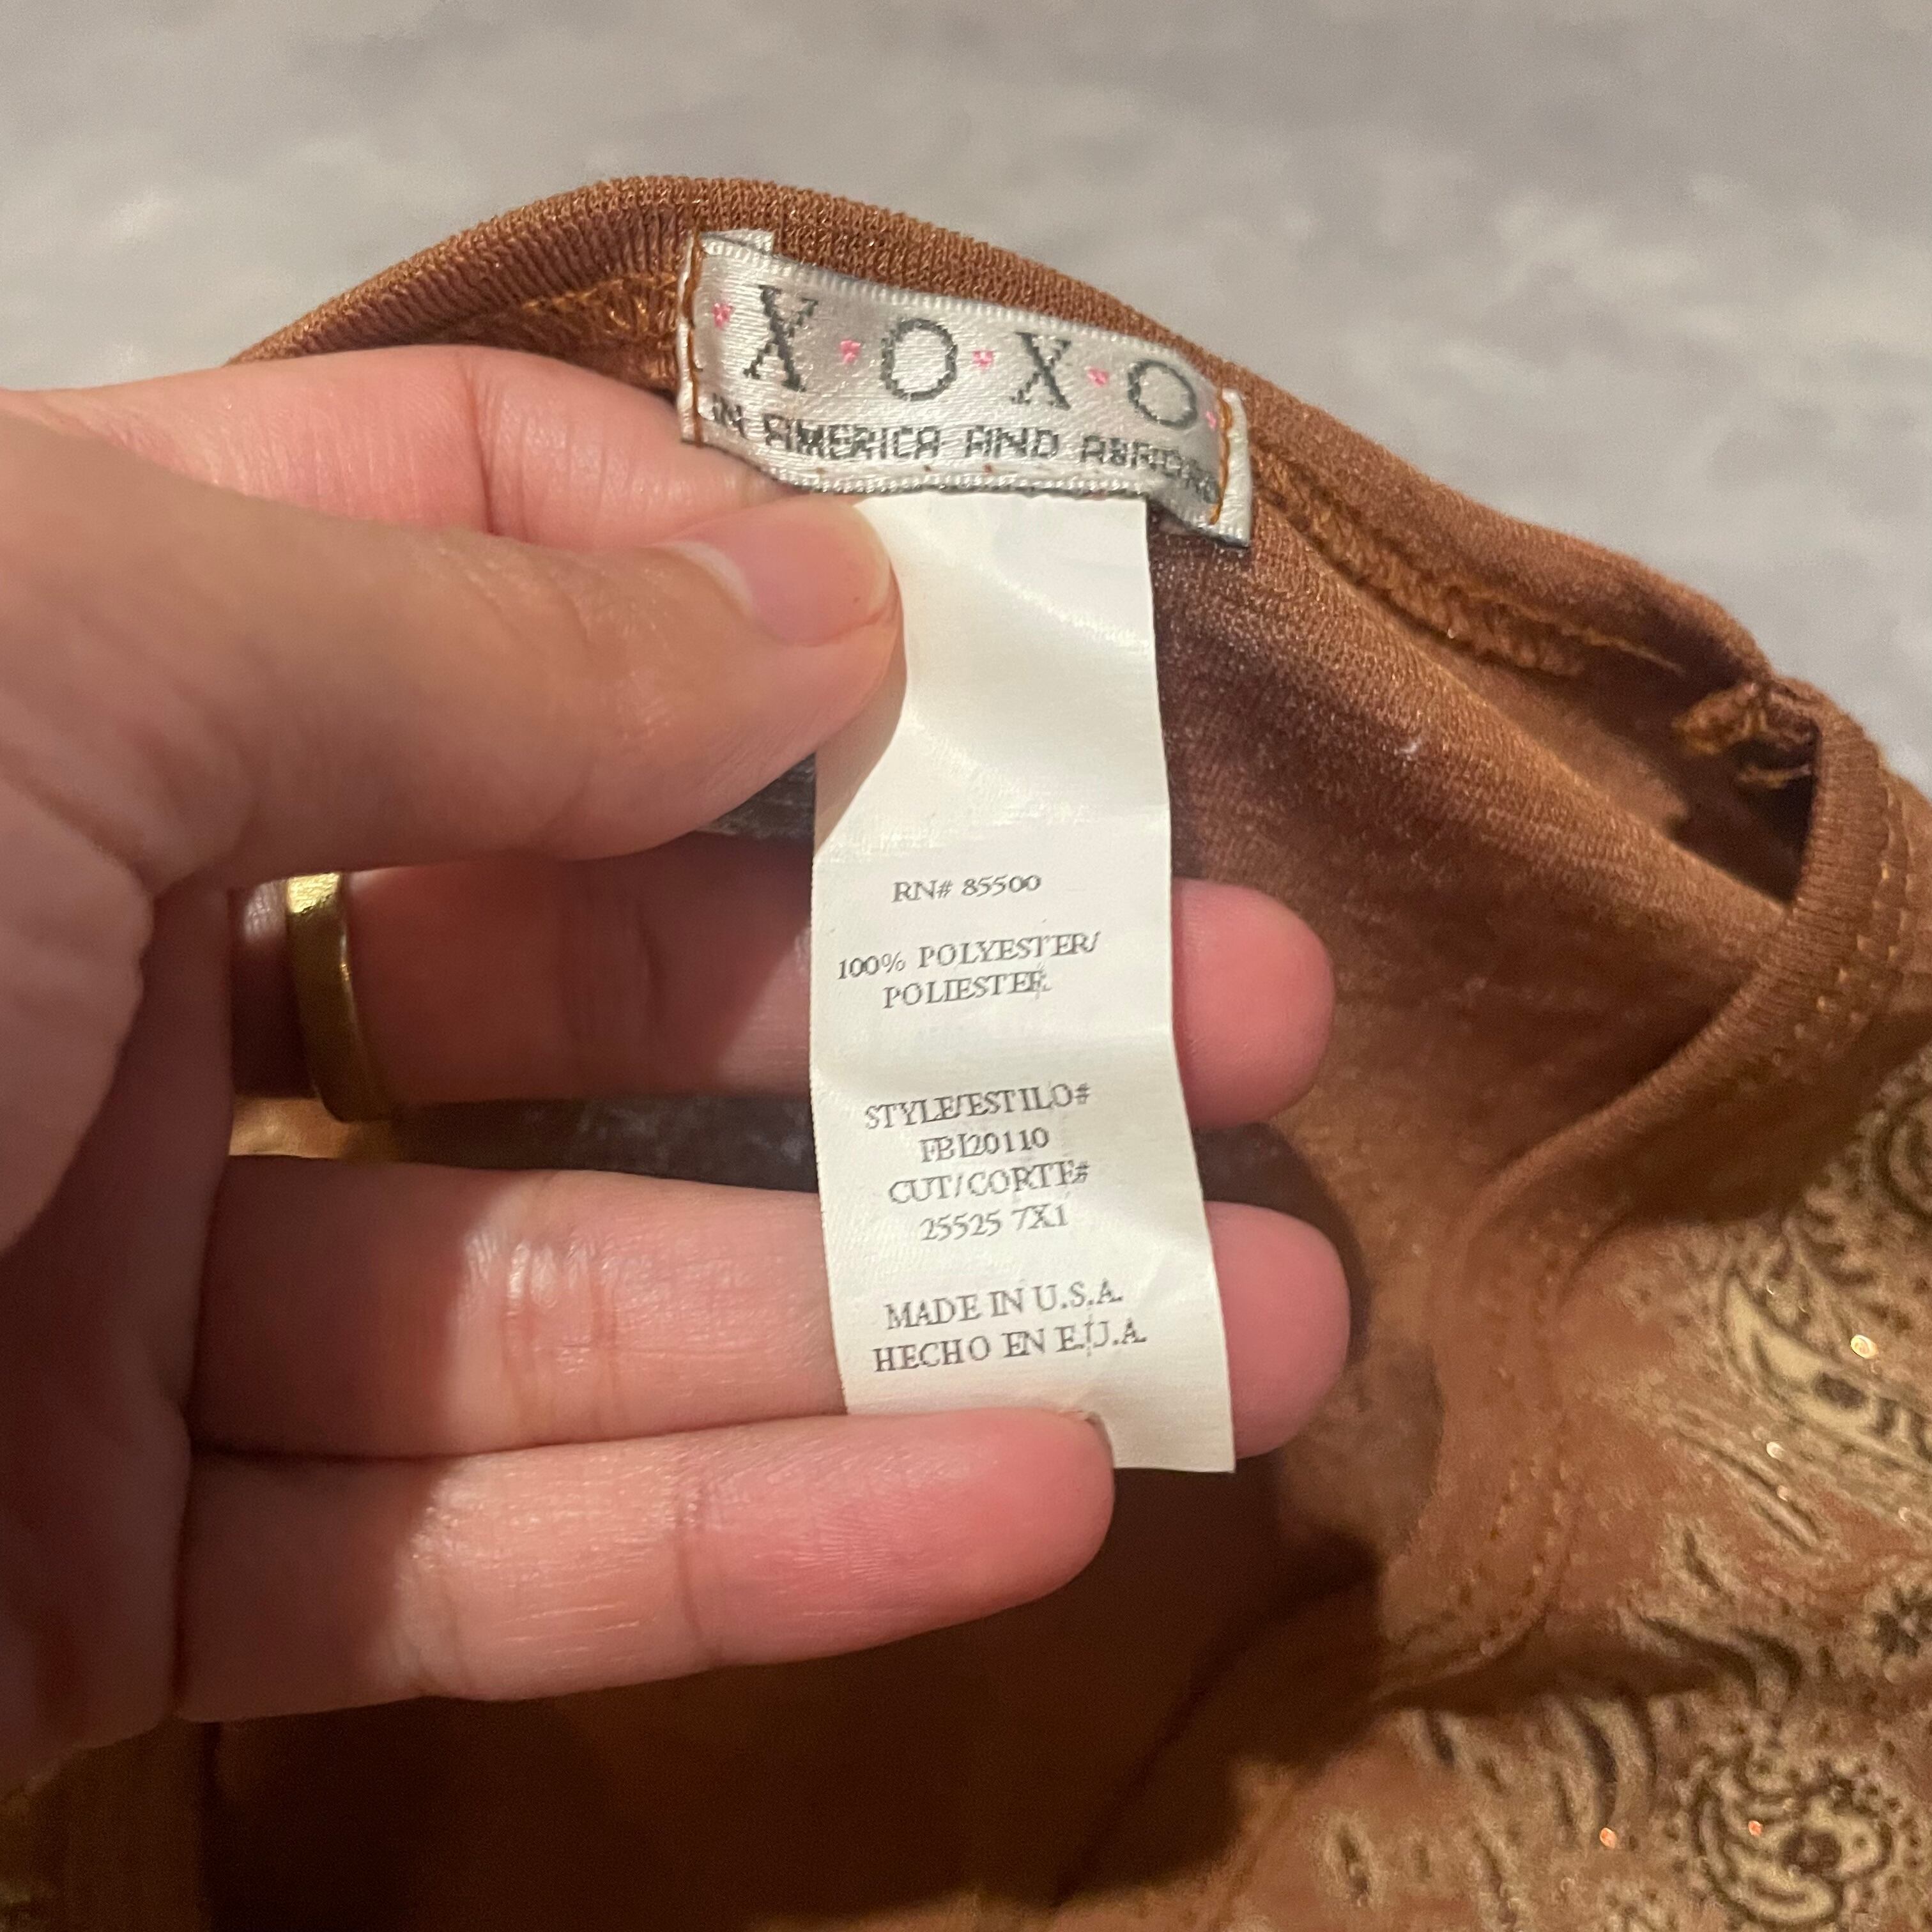 X♥O♥X♥O
IN AMERICA AND ABROAD
RN# 85500
100% POLYESTER/
POLIESTER
STYLE/ESTILO#
FBI20110
CUT/CORTE#
25525 7X1
MADE IN U.S.A.
HECHO EN E.U.A.